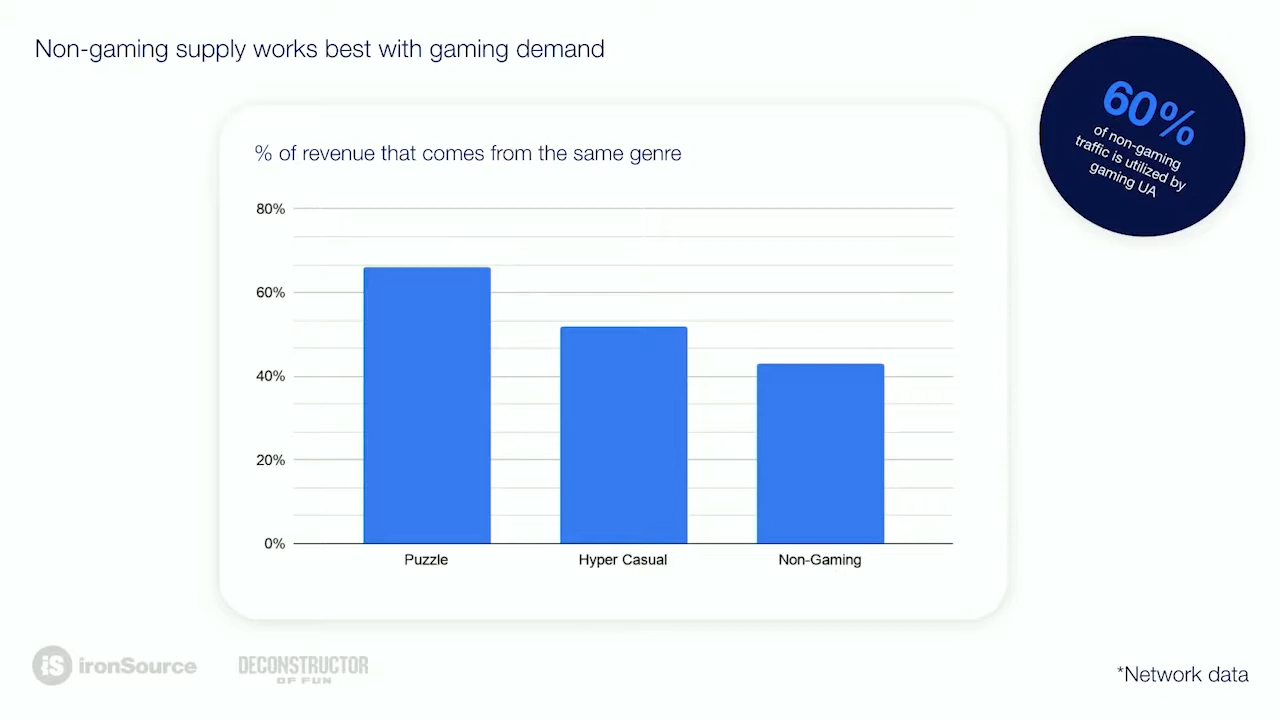 Non-gaming supply works best with gaming demand
60%
of non-gaming
traffic is utilized by
gaming UA
% of revenue that comes from the same genre
80%
60%
40%
20%
0%
Puzzle Hyper Casual Non-Gaming
iS ironSource
DECONSTRUCTOR
OF FUN
*Network data